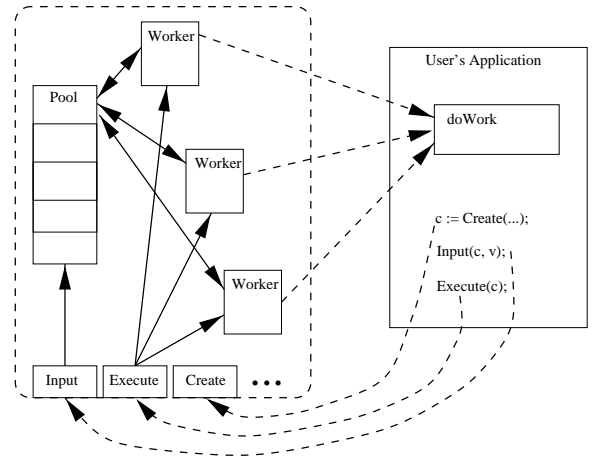 Worker
User's Application
Pool
doWork
Worker
c := Create(...);
Input(c, v);
Worker
Execute(c);
Input
Execute
Create
...